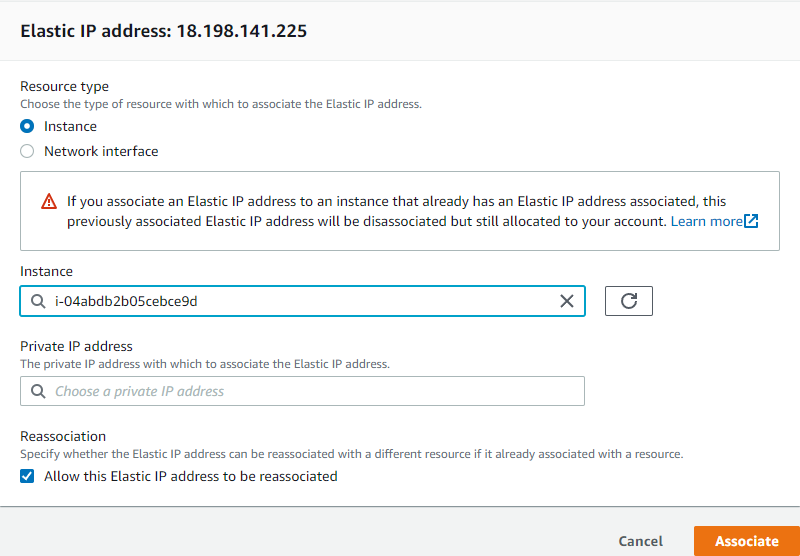 Elastic IP address: 18.198.141.225
Resource type
Choose the type of resource with which to associate the Elastic IP address.
Instance
Network interface
If you associate an Elastic IP address to an instance that already has an Elastic IP address associated, this
previously associated Elastic IP address will be disassociated but still allocated to your account. Learn more
Instance
i-04abdb2b05cebce9d
Private IP address
The private IP address with which to associate the Elastic IP address.
Choose a private IP address
Reassociation
Specify whether the Elastic IP address can be reassociated with a different resource if it already associated with a resource.
Allow this Elastic IP address to be reassociated
Cancel
Associate